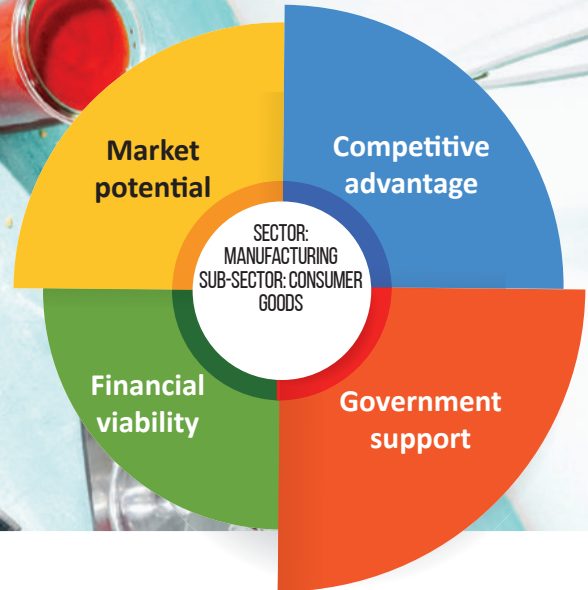 Market
potential
Competitive
advantage
SECTOR:
MANUFACTURING
SUB-SECTOR: CONSUMER
GOODS
Financial
viability
Government
support